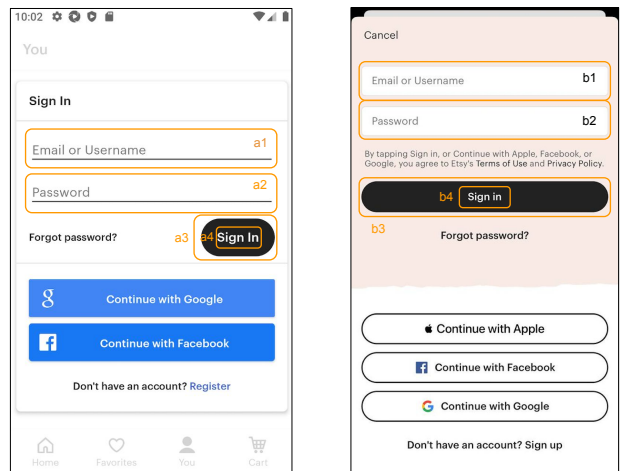 10:02
You
Sign In
Email or Username a1
Password a2
Forgot password? a3 a4 Sign In
g Continue with Google
f Continue with Facebook
Don't have an account? Register
Home Favorites You Cart
Cancel
Email or Username b1
Password b2
By tapping Sign in, or Continue with Apple, Facebook, or
Google, you agree to Etsy's Terms of Use and Privacy Policy.
b4 Sign in
b3
Forgot password?
Continue with Apple
f Continue with Facebook
G Continue with Google
Don't have an account? Sign up